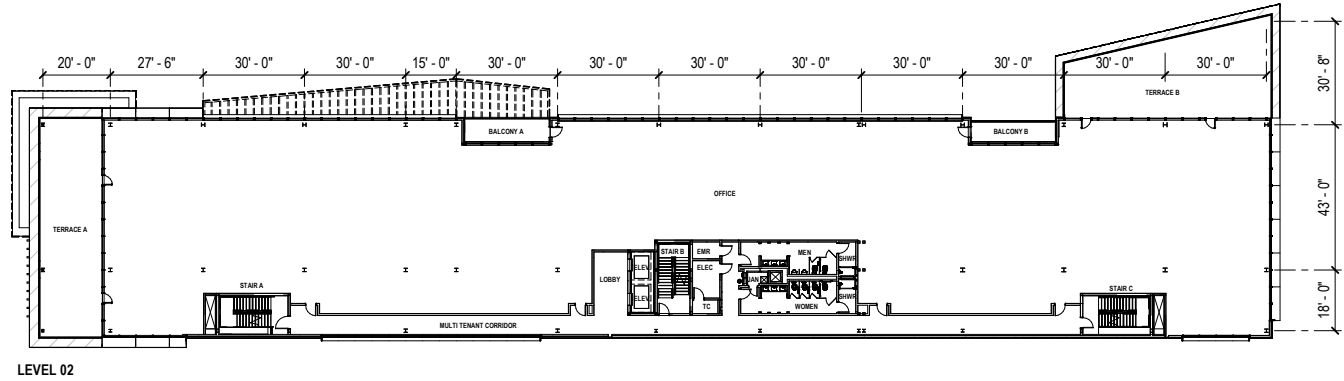 20' - 0" 27' - 6" 30' - 0" 30' - 0" 15' - 0" 30' - 0" 30' - 0" 30' - 0" 30' - 0" 30' - 0" 30' - 0" 30' - 0" 30' - 0"
30' - 8"
TERRACE B
BALCONY A
BALCONY B
OFFICE
43' - 0"
TERRACE A
STAIR B
EMR
MEN
LOBBY
ELEV
ELEC
SHWR
JAN
STAIR A
STAIR C
ELEV
SHWR
TC
WOMEN
18' - 0"
MULTI TENANT CORRIDOR
LEVEL 02